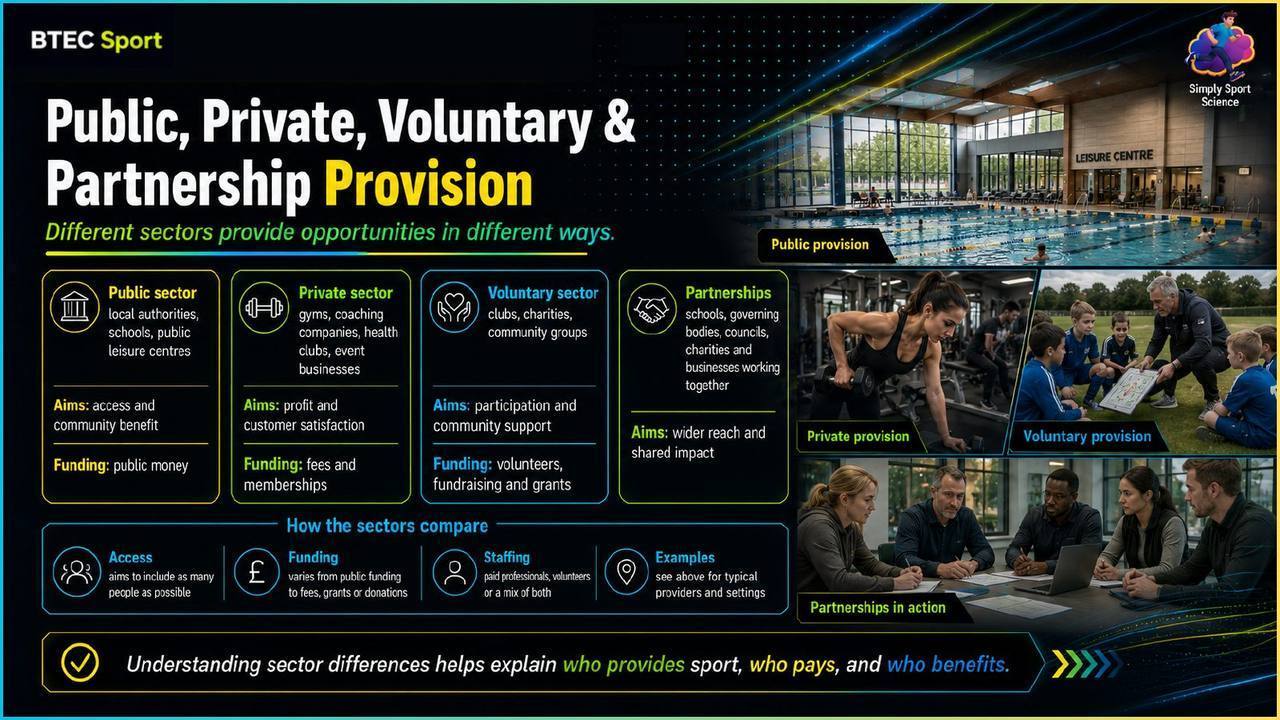 BTEC Sport
Simply Sport
Science
Public, Private, Voluntary &
Partnership Provision
Different sectors provide opportunities in different ways.
LEISURE CENTRE
Public provision
Public sector
local authorities,
schools, public
leisure centres
Aims: access and
community benefit
Funding: public money
Private sector
gyms, coaching
companies, health
clubs, event
businesses
Aims: profit and
customer satisfaction
Funding: fees and
memberships
Voluntary sector
clubs, charities,
community groups
Aims: participation and
community support
Funding: volunteers,
fundraising and grants
Partnerships
schools, governing
bodies, councils,
charities and
businesses working
together
Aims: wider reach and
shared impact
Private provision
Voluntary provision
How the sectors compare
Access
aims to include as many
people as possible
£
Funding
varies from public funding
to fees, grants or donations
Staffing
paid professionals, volunteers
or a mix of both
Examples
see above for typical
providers and settings
Partnerships in action
Understanding sector differences helps explain who provides sport, who pays, and who benefits.